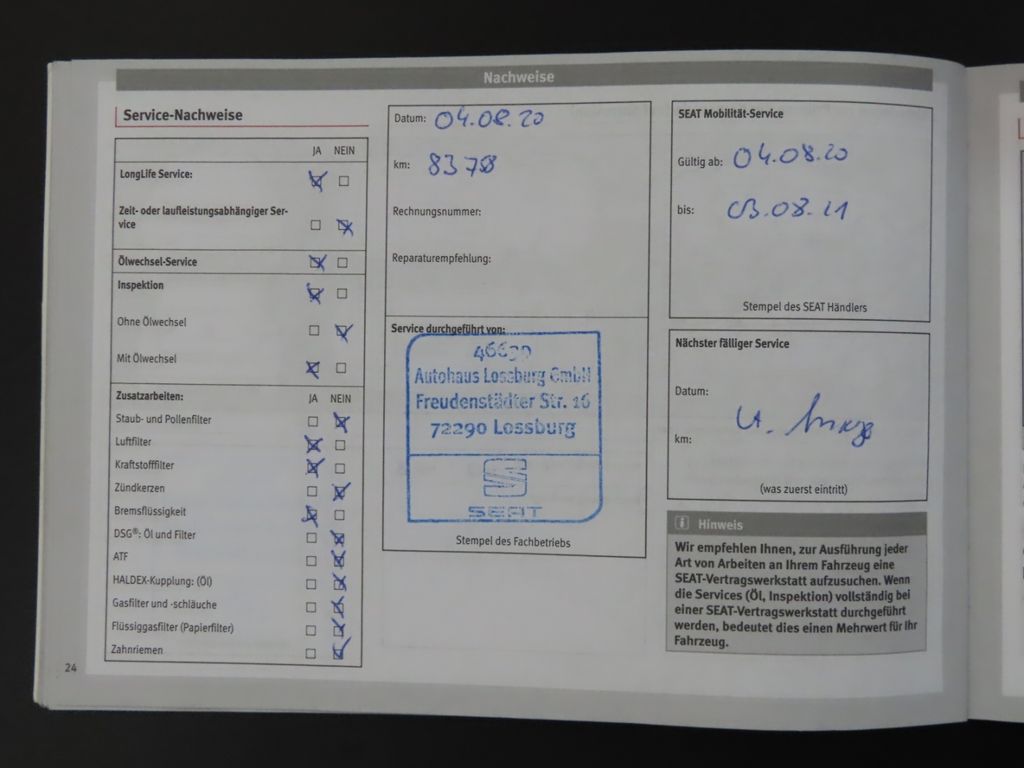 Nachweise
Service-Nachweise
JA NEIN
LongLife Service:
Zeit- oder laufleistungsabhängiger Ser-
vice
Ölwechsel-Service
Inspektion
Ohne Ölwechsel
Mit Ölwechsel
Zusatzarbeiten: JA NEIN
Staub- und Pollenfilter
Luftfilter
Kraftstofffilter
Zündkerzen
Bremsflüssigkeit
DSG®: Öl und Filter
ATF
HALDEX-Kupplung: (Öl)
Gasfilter und -schläuche
Flüssiggasfilter (Papierfilter)
Zahnriemen
24
Datum: 04.08.20
km:
Rechnungsnummer:
Reparaturempfehlung:
Service durchgeführt von:
Autohaus Lossburg GmbH
Freudenstädter Str. 16
72290 Lossburg
SEAT
Stempel des Fachbetriebs
SEAT Mobilität-Service
Gültig ab: 04.08.20
bis:
Stempel des SEAT Händlers
Nächster fälliger Service
Datum:
km:
(was zuerst eintritt)
i Hinweis
Wir empfehlen Ihnen, zur Ausführung jeder
Art von Arbeiten an Ihrem Fahrzeug eine
SEAT-Vertragswerkstatt aufzusuchen. Wenn
die Services (Öl, Inspektion) vollständig bei
einer SEAT-Vertragswerkstatt durchgeführt
werden, bedeutet dies einen Mehrwert für Ihr
Fahrzeug.